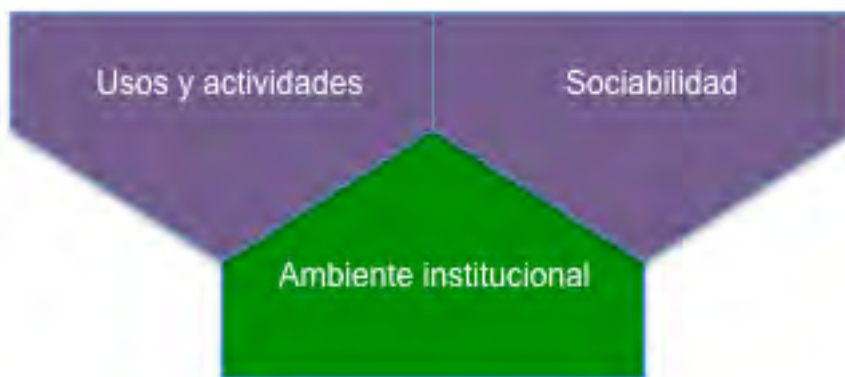 Usos y actividades
Sociabilidad
Ambiente institucional